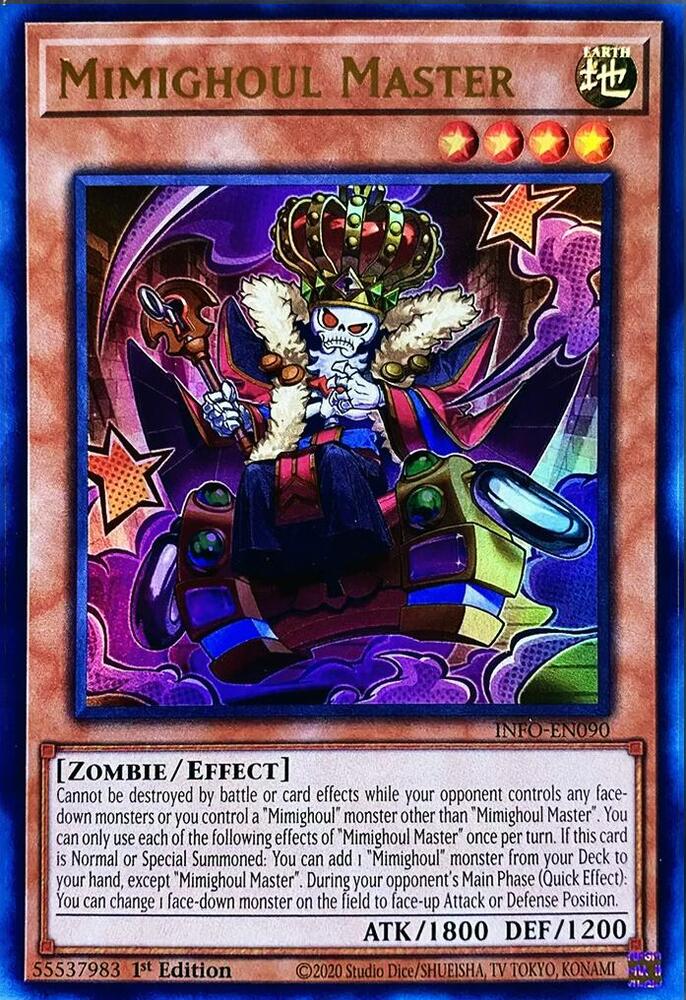 MIMIGHOUL MASTER
EARTH
地
INFO-EN090
[ZOMBIE/EFFECT]
Cannot be destroyed by battle or card effects while your opponent controls any face-
down monsters or you control a "Mimighoul" monster other than "Mimighoul Master". You
can only use each of the following effects of "Mimighoul Master" once per turn. If this card
is Normal or Special Summoned: You can add 1 "Mimighoul" monster from your Deck to
your hand, except "Mimighoul Master". During your opponent's Main Phase (Quick Effect):
You can change 1 face-down monster on the field to face-up Attack or Defense Position.
ATK/1800 DEF/1200
55537983 1st Edition ©2020 Studio Dice/SHUEISHA, TV TOKYO, KONAMI